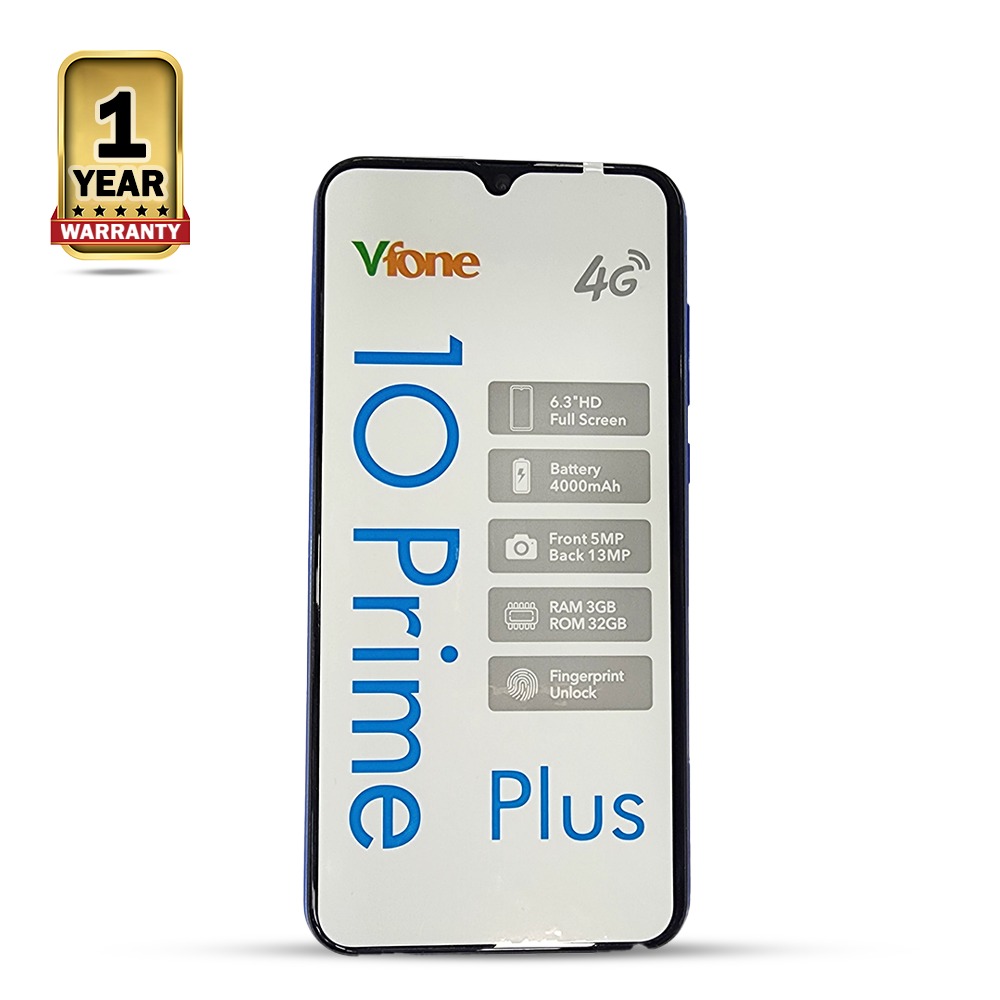 1
YEAR
WARRANTY
Vfone
4G
10 Prime
Plus
6.3"HD
Full Screen
Battery
4000mAh
Front 5MP
Back 13MP
RAM 3GB
ROM 32GB
Fingerprint
Unlock